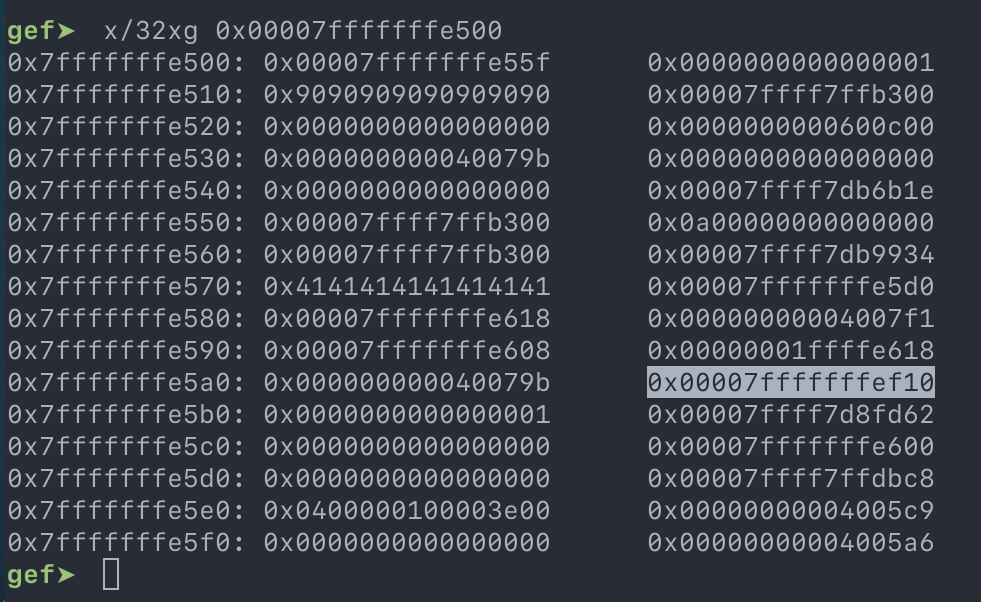 gef➤  x/32xg 0x00007fffffffe500
0x7fffffffe500: 0x00007fffffffe55f      0x0000000000000001
0x7fffffffe510: 0x9090909090909090      0x00007ffff7ffb300
0x7fffffffe520: 0x0000000000000000      0x0000000000600c00
0x7fffffffe530: 0x000000000040079b      0x0000000000000000
0x7fffffffe540: 0x0000000000000000      0x00007ffff7db6b1e
0x7fffffffe550: 0x00007ffff7ffb300      0x0a00000000000000
0x7fffffffe560: 0x00007ffff7ffb300      0x00007ffff7db9934
0x7fffffffe570: 0x4141414141414141      0x00007fffffffe5d0
0x7fffffffe580: 0x00007fffffffe618      0x00000000004007f1
0x7fffffffe590: 0x00007fffffffe608      0x00000001ffffe618
0x7fffffffe5a0: 0x000000000040079b      0x00007fffffffef10
0x7fffffffe5b0: 0x0000000000000001      0x00007ffff7d8fd62
0x7fffffffe5c0: 0x0000000000000000      0x00007fffffffe600
0x7fffffffe5d0: 0x0000000000000000      0x00007ffff7ffdbc8
0x7fffffffe5e0: 0x0400000100003e00      0x00000000004005c9
0x7fffffffe5f0: 0x0000000000000000      0x00000000004005a6
gef➤